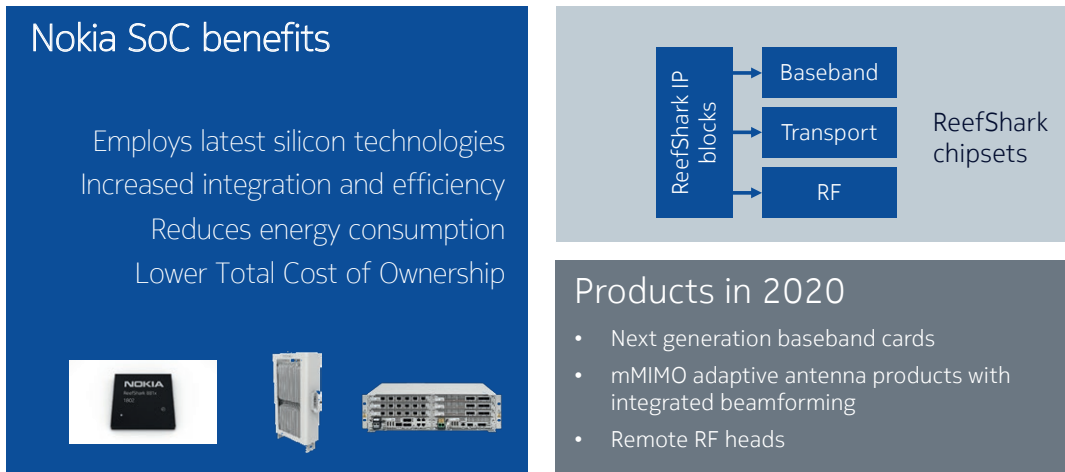 Nokia SoC benefits
Employs latest silicon technologies
Increased integration and efficiency
Reduces energy consumption
Lower Total Cost of Ownership
NOKIA
ReefShark
ReefShark IP
blocks
Baseband
Transport
RF
ReefShark
chipsets
Products in 2020
• Next generation baseband cards
• mMIMO adaptive antenna products with
integrated beamforming
• Remote RF heads